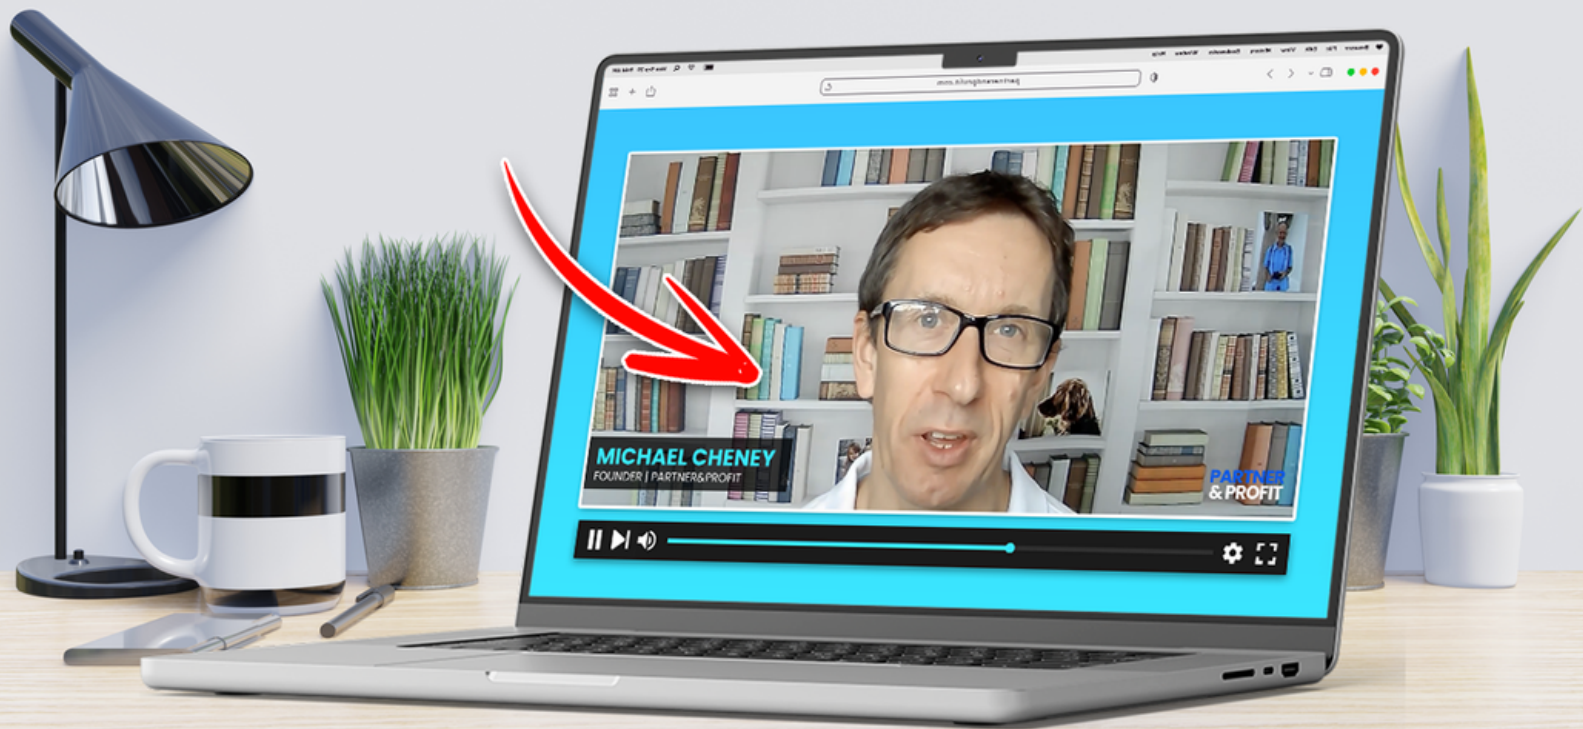 MICHAEL CHENEY
FOUNDER | PARTNER&PROFIT
PARTNER
& PROFIT